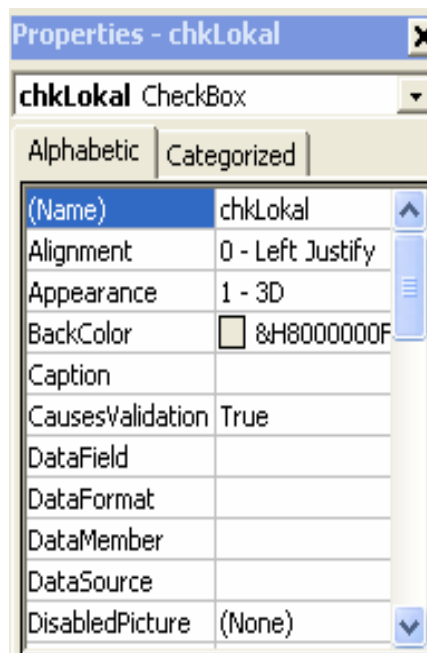 Properties - chkLokal
chkLokal CheckBox
Alphabetic Categorized
(Name) chkLokal
Alignment 0 - Left Justify
Appearance 1 - 3D
BackColor &H8000000F
Caption
CausesValidation True
DataField
DataFormat
DataMember
DataSource
DisabledPicture (None)